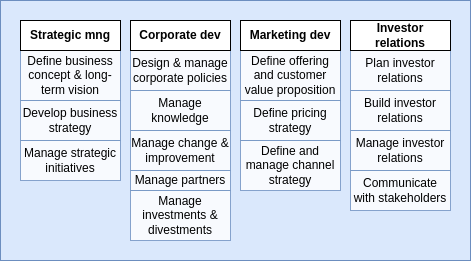 Strategic mng
Define business
concept & long-
term vision
Develop business
strategy
Manage strategic
initiatives
Corporate dev
Design & manage
corporate policies
Manage
knowledge
Manage change &
improvement
Manage partners
Manage
investments &
divestments
Marketing dev
Define offering
and customer
value proposition
Define pricing
strategy
Define and
manage channel
strategy
Investor
relations
Plan investor
relations
Build investor
relations
Manage investor
relations
Communicate
with stakeholders